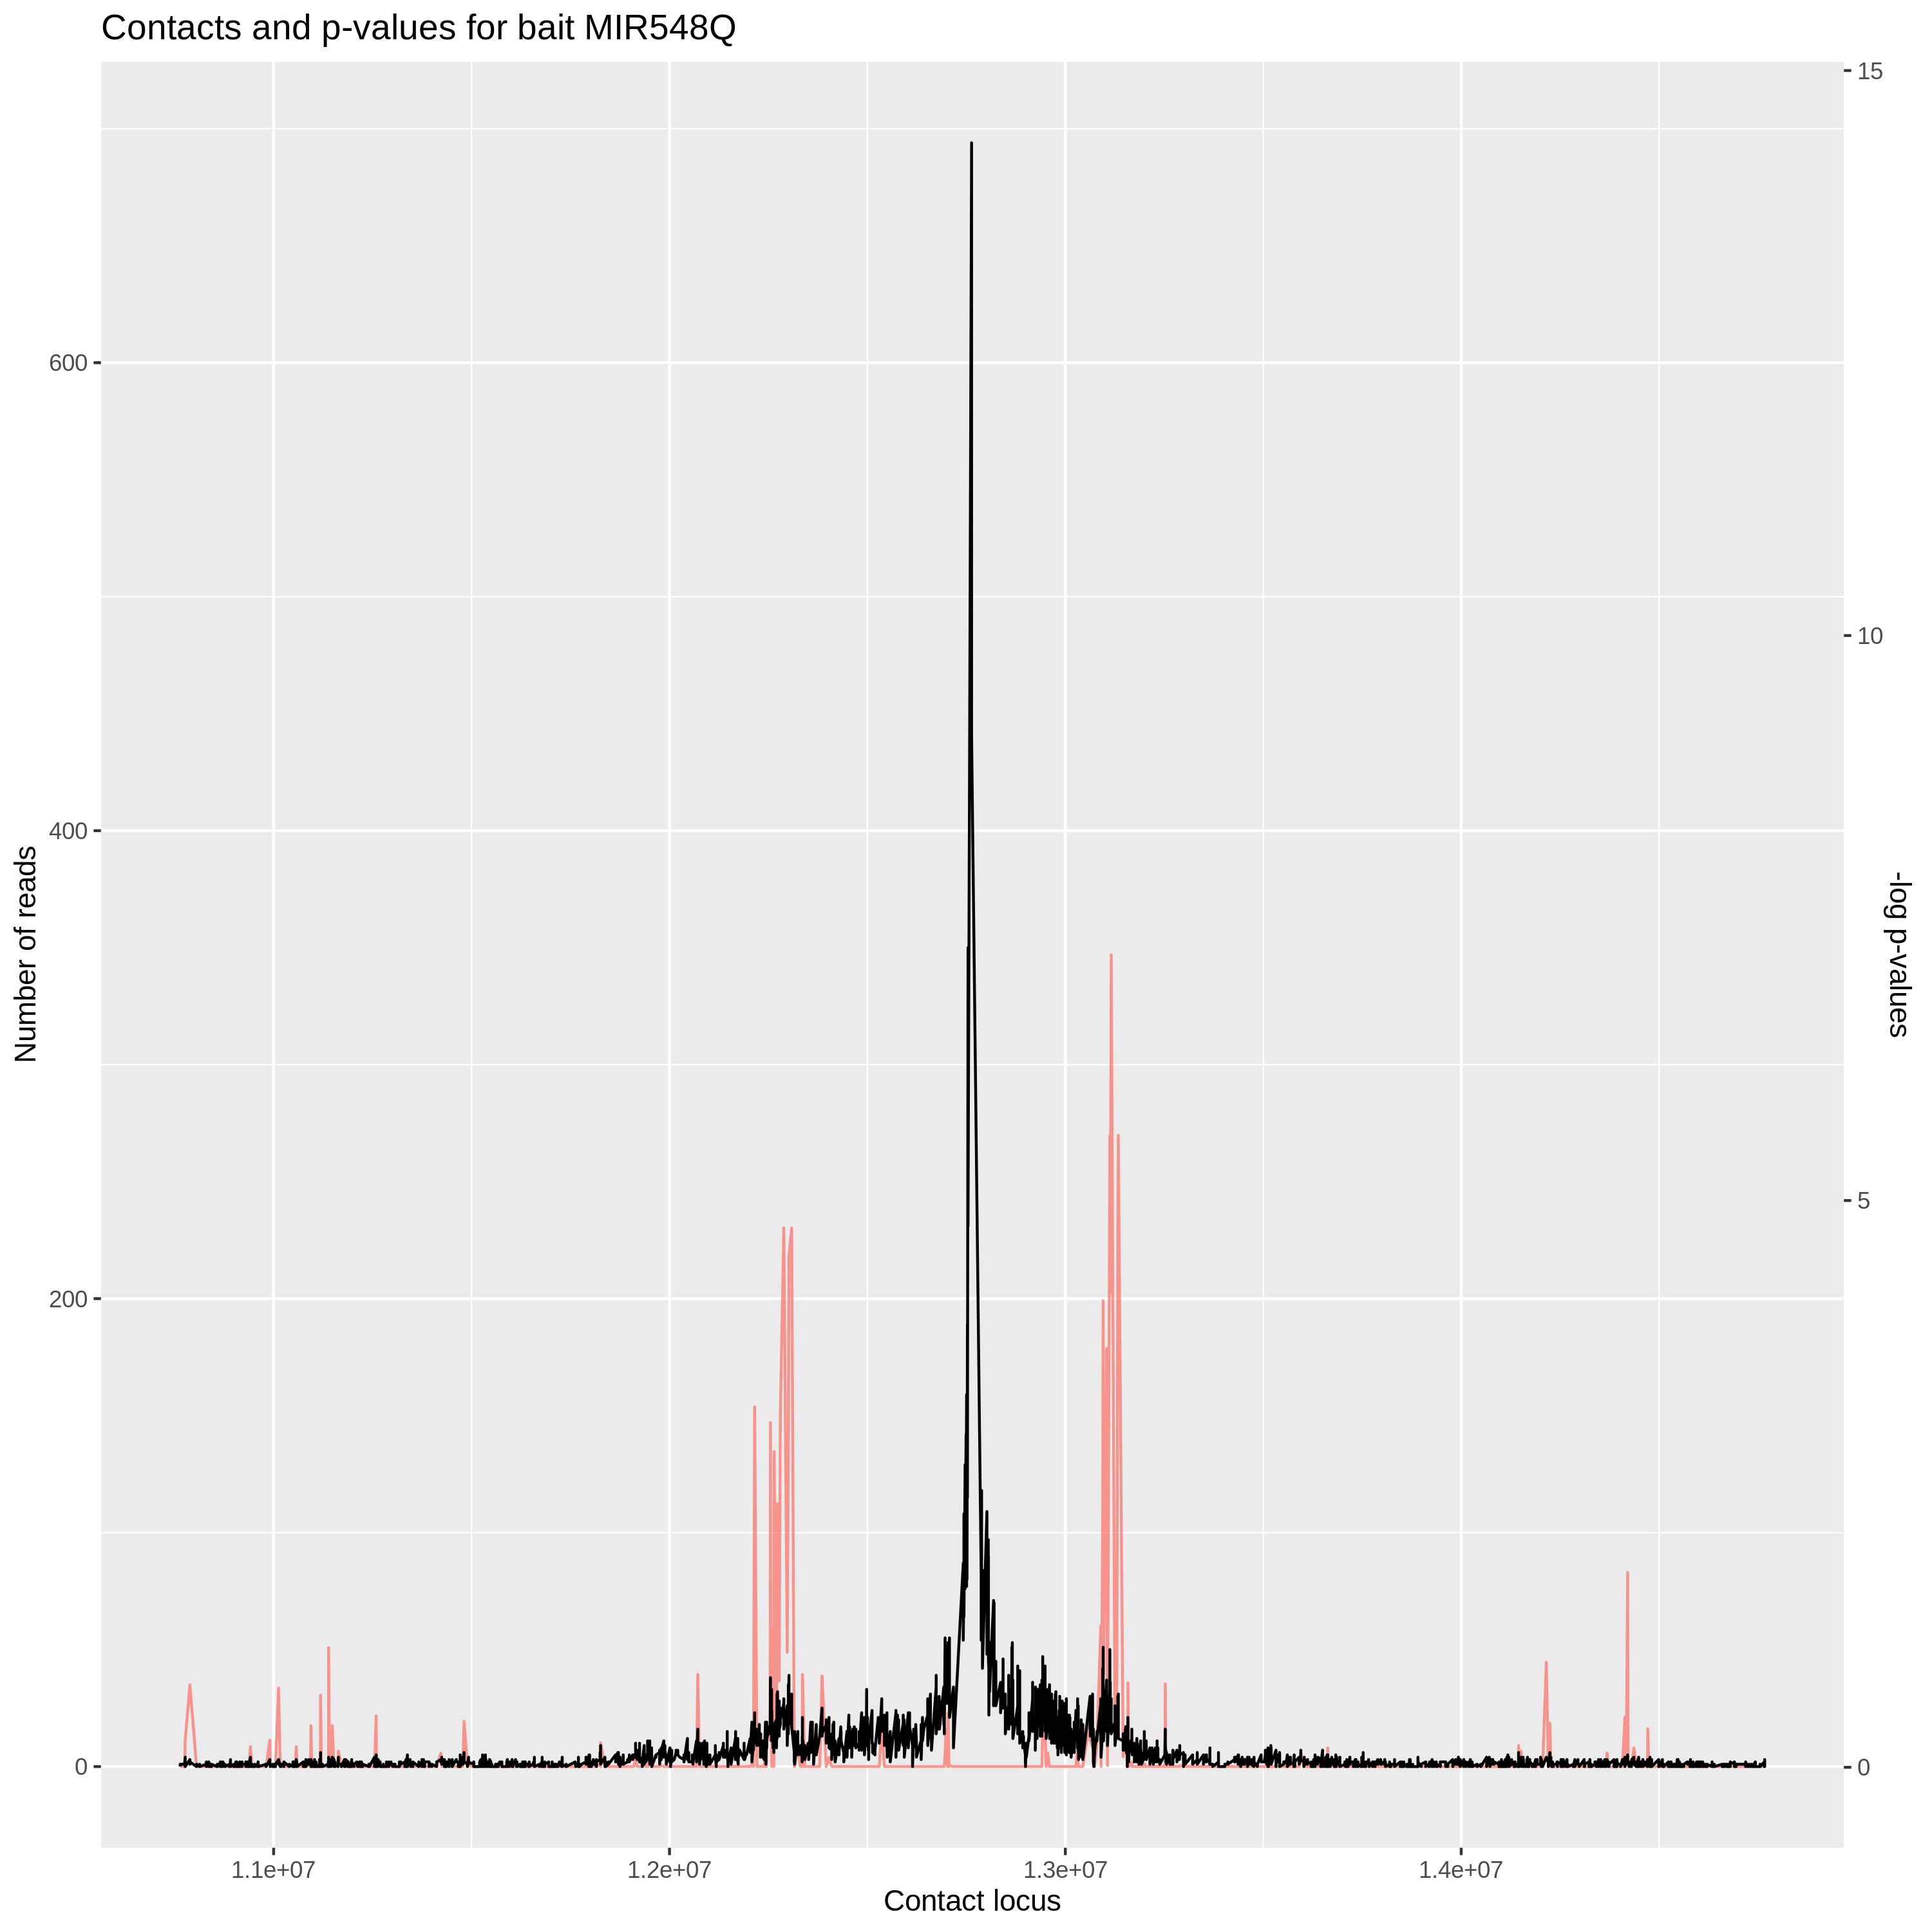 Contacts and p-values for bait MIR548Q
Number of reads
600
400
200
0
15
10
5
0
-log p-values
1.1e+07
1.2e+07
1.3e+07
1.4e+07
Contact locus